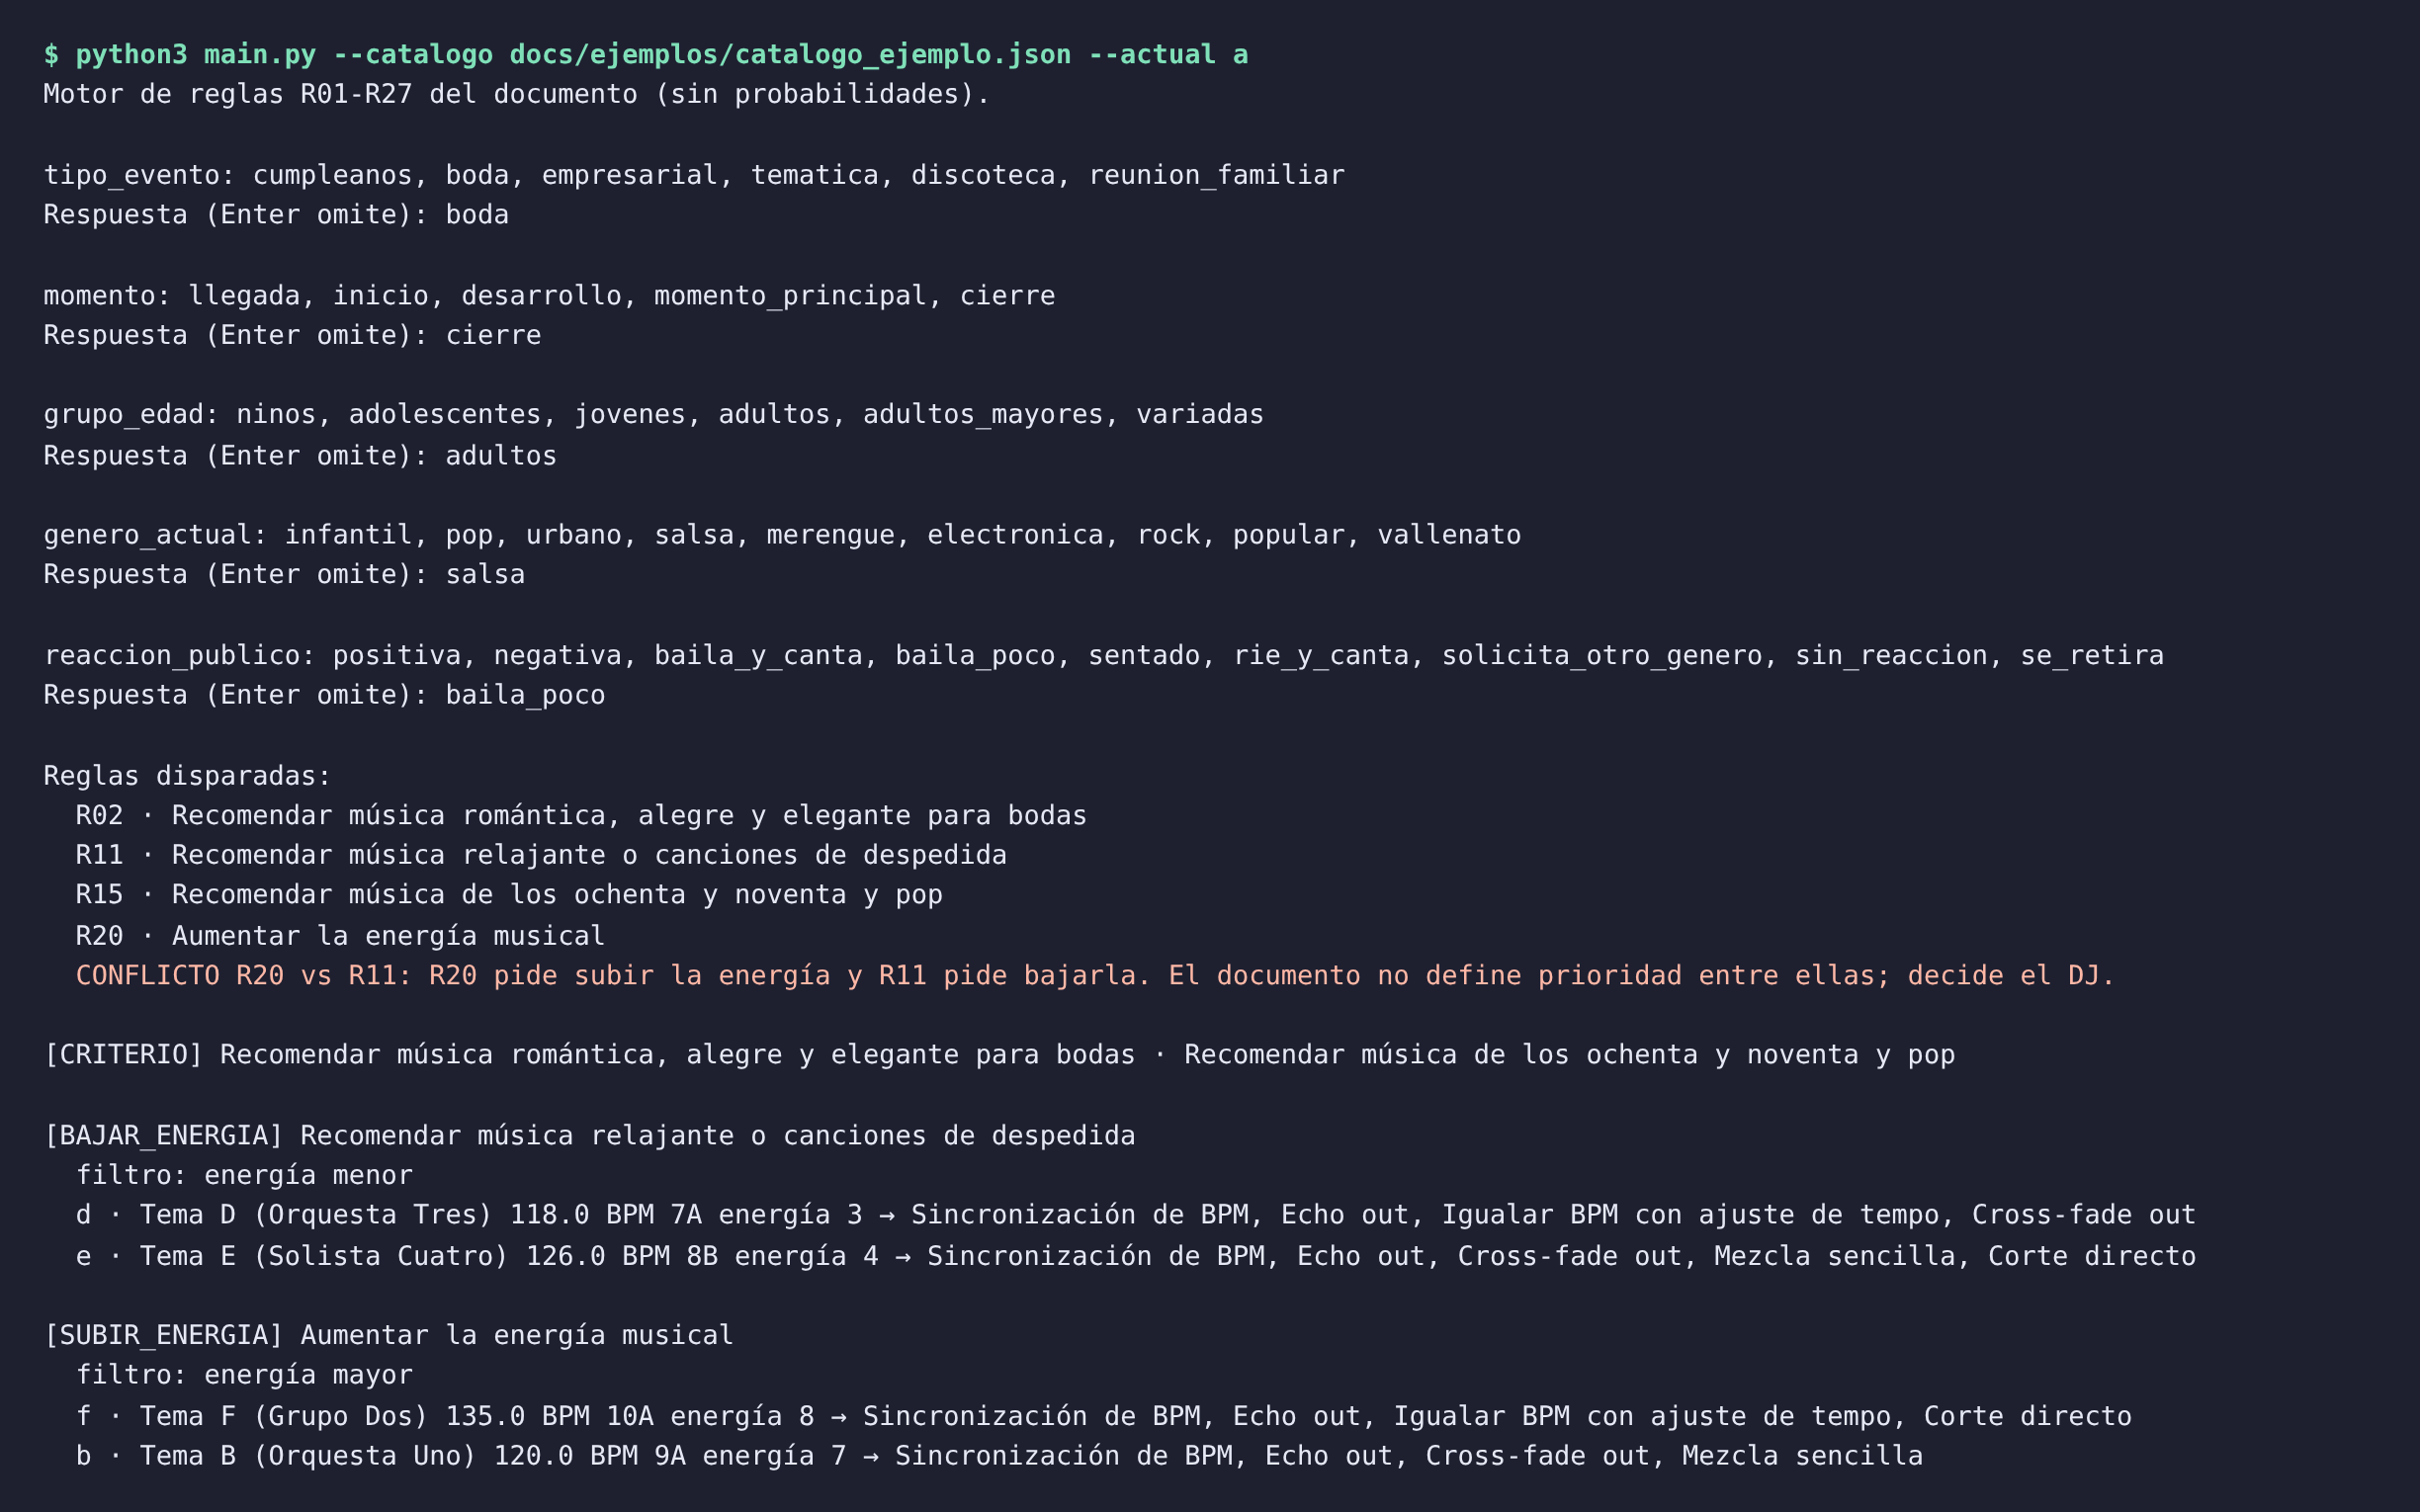 $ python3 main.py --catalogo docs/ejemplos/catalogo_ejemplo.json --actual a
Motor de reglas R01-R27 del documento (sin probabilidades).

tipo_evento: cumpleanos, boda, empresarial, tematica, discoteca, reunion_familiar
Respuesta (Enter omite): boda

momento: llegada, inicio, desarrollo, momento_principal, cierre
Respuesta (Enter omite): cierre

grupo_edad: ninos, adolescentes, jovenes, adultos, adultos_mayores, variadas
Respuesta (Enter omite): adultos

genero_actual: infantil, pop, urbano, salsa, merengue, electronica, rock, popular, vallenato
Respuesta (Enter omite): salsa

reaccion_publico: positiva, negativa, baila_y_canta, baila_poco, sentado, rie_y_canta, solicita_otro_genero, sin_reaccion, se_retira
Respuesta (Enter omite): baila_poco

Reglas disparadas:
  R02 · Recomendar música romántica, alegre y elegante para bodas
  R11 · Recomendar música relajante o canciones de despedida
  R15 · Recomendar música de los ochenta y noventa y pop
  R20 · Aumentar la energía musical
  CONFLICTO R20 vs R11: R20 pide subir la energía y R11 pide bajarla. El documento no define prioridad entre ellas; decide el DJ.

[CRITERIO] Recomendar música romántica, alegre y elegante para bodas · Recomendar música de los ochenta y noventa y pop

[BAJAR_ENERGIA] Recomendar música relajante o canciones de despedida
  filtro: energía menor
  d · Tema D (Orquesta Tres) 118.0 BPM 7A energía 3 → Sincronización de BPM, Echo out, Igualar BPM con ajuste de tempo, Cross-fade out
  e · Tema E (Solista Cuatro) 126.0 BPM 8B energía 4 → Sincronización de BPM, Echo out, Cross-fade out, Mezcla sencilla, Corte directo

[SUBIR_ENERGIA] Aumentar la energía musical
  filtro: energía mayor
  f · Tema F (Grupo Dos) 135.0 BPM 10A energía 8 → Sincronización de BPM, Echo out, Igualar BPM con ajuste de tempo, Corte directo
  b · Tema B (Orquesta Uno) 120.0 BPM 9A energía 7 → Sincronización de BPM, Echo out, Cross-fade out, Mezcla sencilla